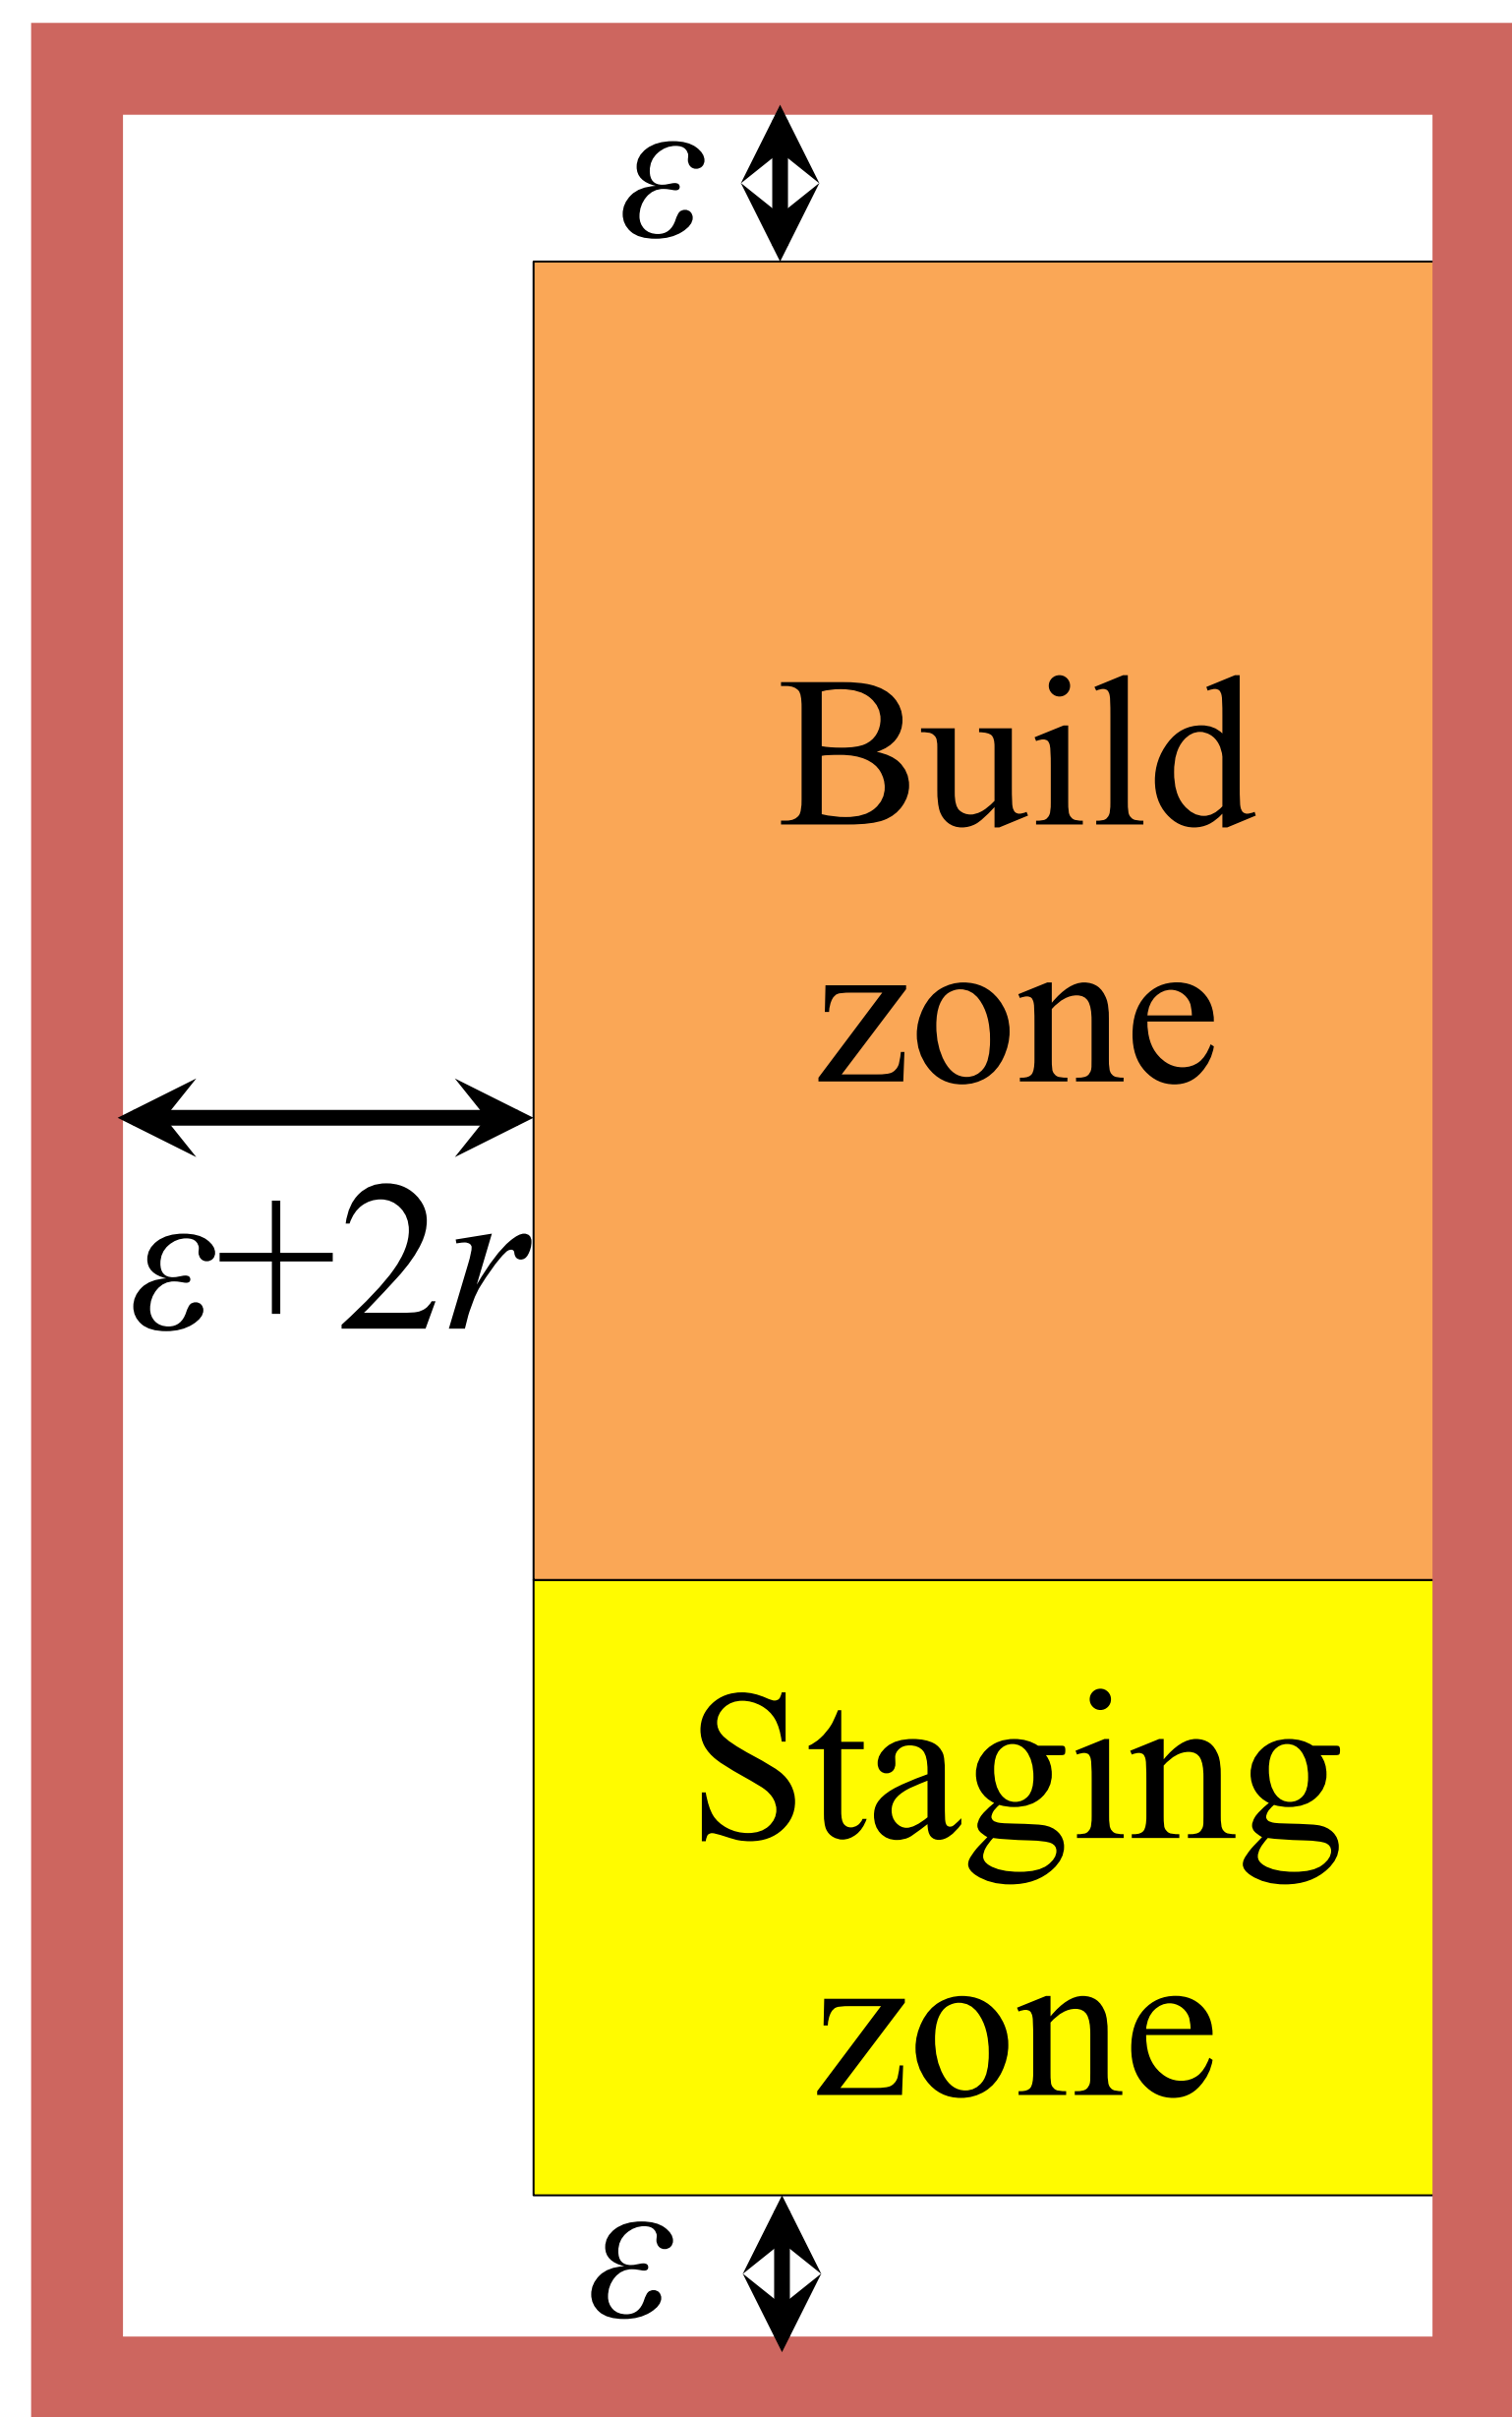 ε
Build
zone
ε+2r
Staging
zone
ε